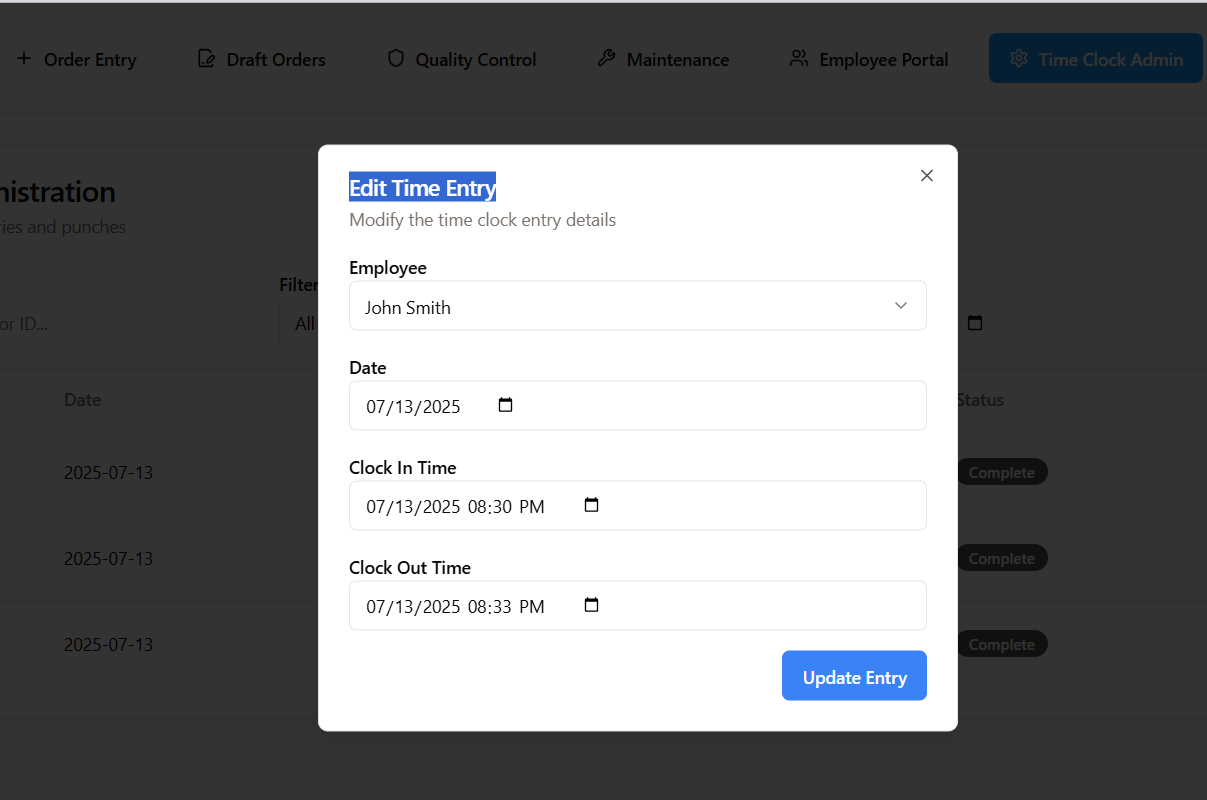 Order Entry
Draft Orders
Quality Control
Maintenance
Employee Portal
Time Clock Admin
nistration
ries and punches
Filter
or ID...
All
Date
Status
2025-07-13
Complete
2025-07-13
Complete
2025-07-13
Complete
Edit Time Entry
Modify the time clock entry details
Employee
John Smith
Date
07/13/2025
Clock In Time
07/13/2025 08:30 PM
Clock Out Time
07/13/2025 08:33 PM
Update Entry